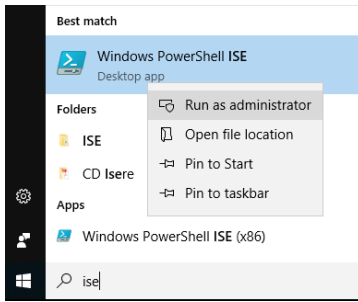 Best match
Windows PowerShell ISE
Desktop app
Run as administrator
Open file location
Pin to Start
Pin to taskbar
Folders
ISE
CD Isere
Apps
Windows PowerShell ISE (x86)
ise